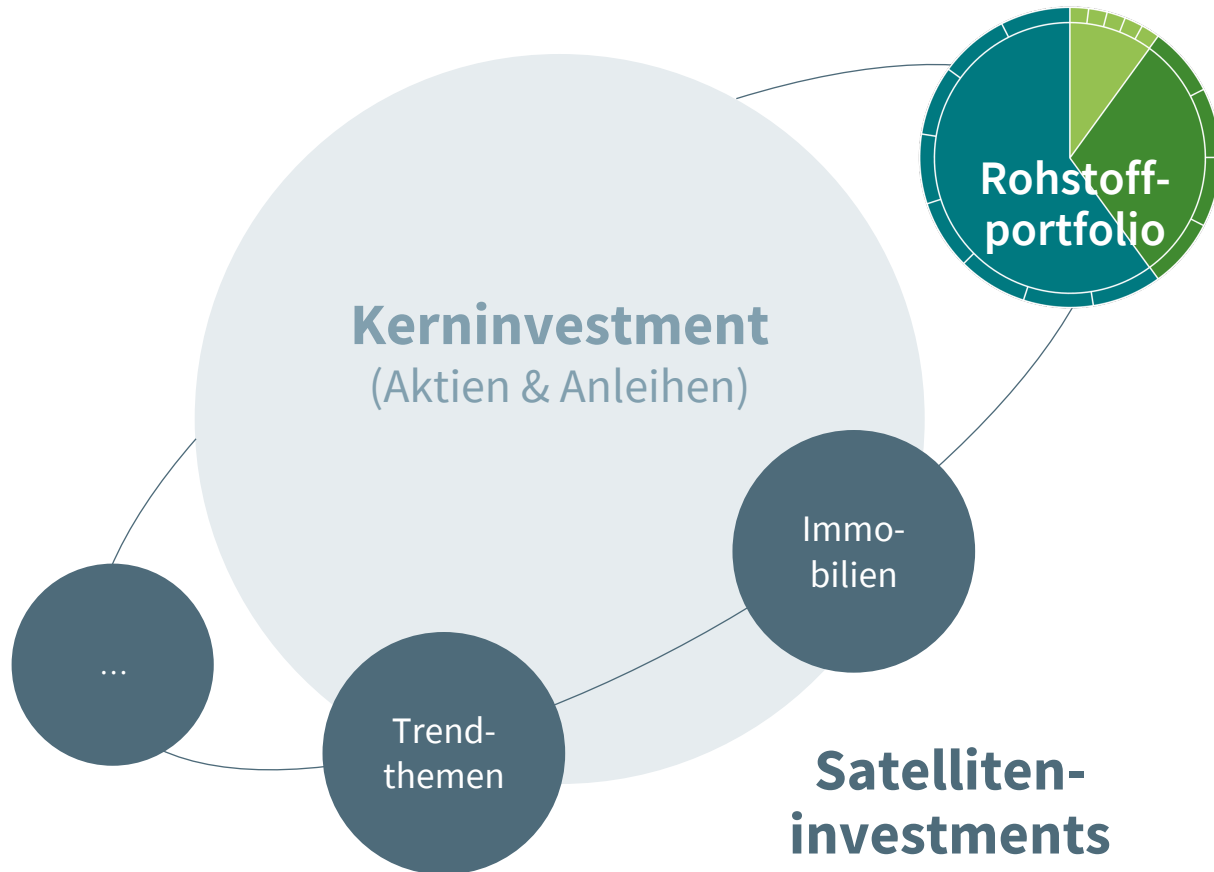 Rohstoff-
portfolio
Kerninvestment
(Aktien & Anleihen)
Immo-
bilien
...
Trend-
themen
Satelliten-
investments